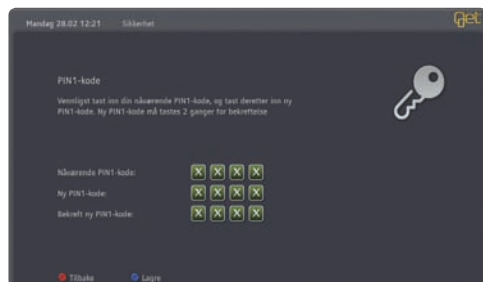 Mandag 28.02 12:21 Sikkerhet
get
PIN1-kode
Vennligst tast inn din nåværende PIN1-kode, og tast deretter inn ny
PIN1-kode. Ny PIN1-kode må tastes 2 ganger for bekreftelse
Nåværende PIN1-kode: X X X X
Ny PIN1-kode: X X X X
Bekreft ny PIN1-kode: X X X X
Tilbake Lagre